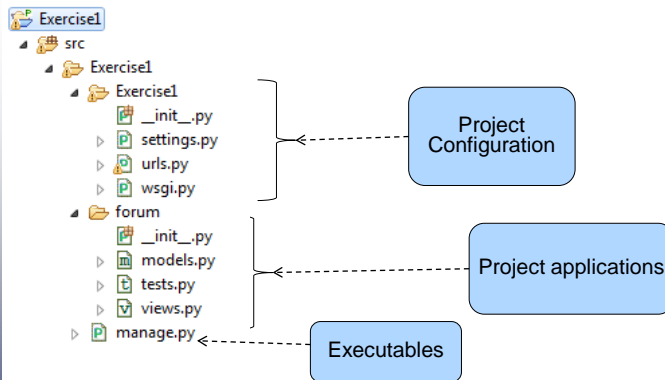 Exercise1
src
Exercise1
Exercise1
__init__.py
settings.py
urls.py
wsgi.py
Project
Configuration
forum
__init__.py
models.py
tests.py
views.py
Project applications
manage.py
Executables